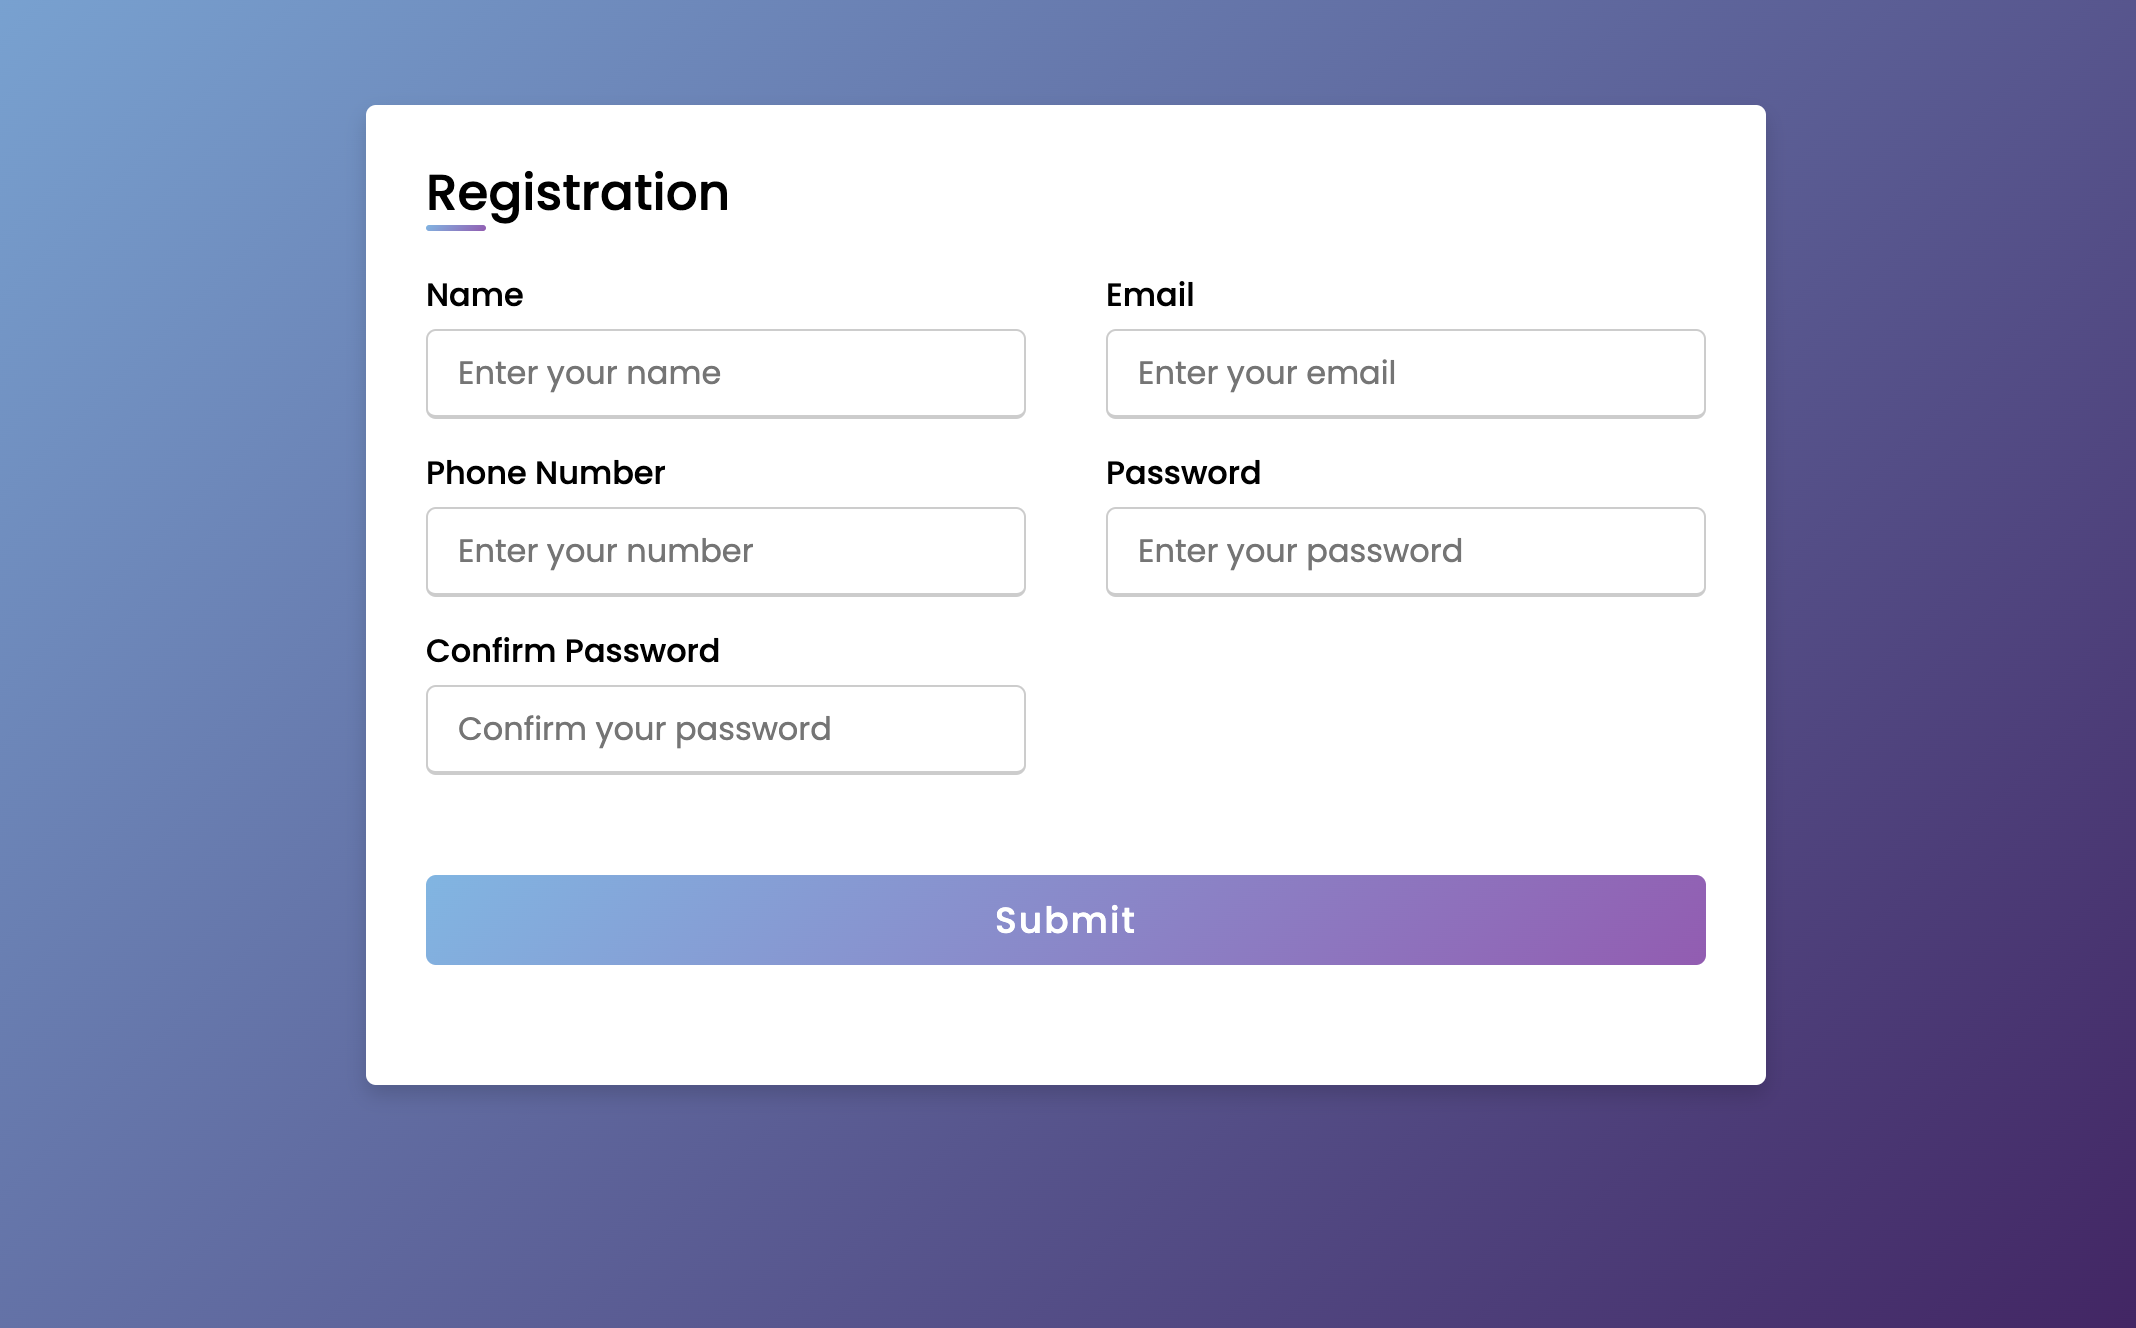 Registration
Name
Email
Enter your name
Enter your email
Phone Number
Password
Enter your number
Enter your password
Confirm Password
Confirm your password
Submit